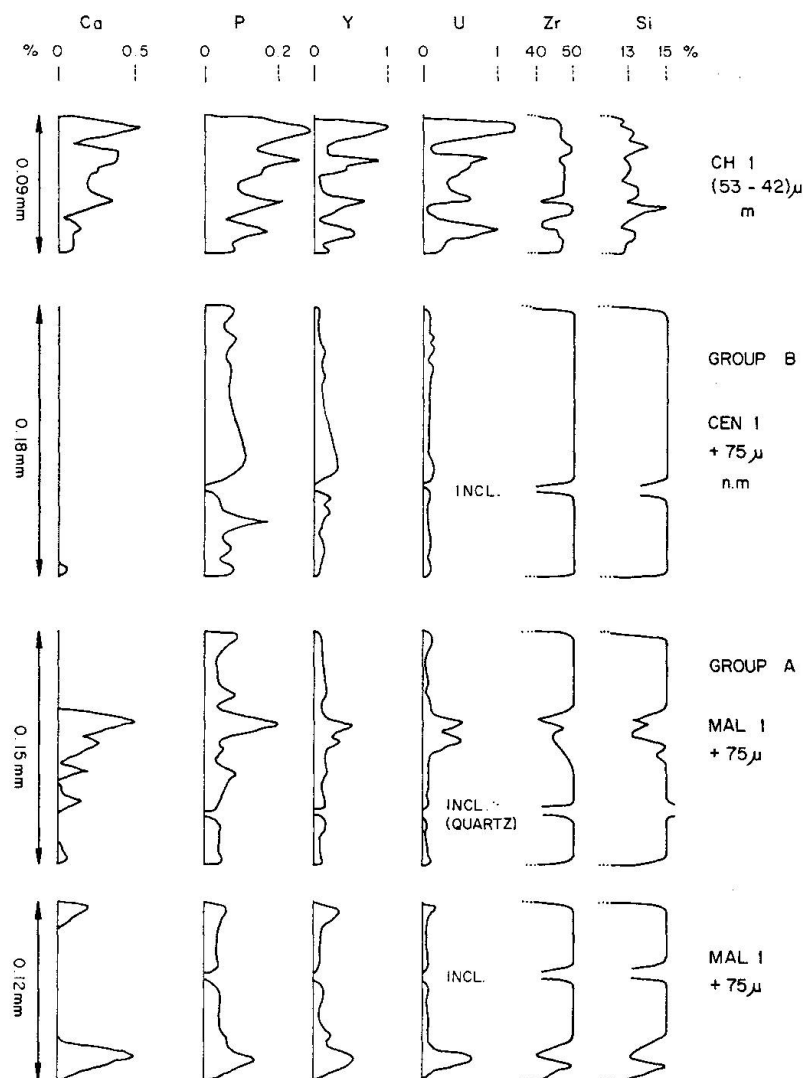 Ca P Y U Zr Si
% 0 0.5 0 0.2 0 1 0 1 40 50 13 15 %
0.09mm
CH 1
(53 - 42)μ
m
0.18mm
GROUP B
CEN 1
+ 75μ
n.m
INCL.
0.15mm
GROUP A
MAL 1
+ 75μ
INCL.
(QUARTZ)
0.12mm
MAL 1
+ 75μ
INCL.